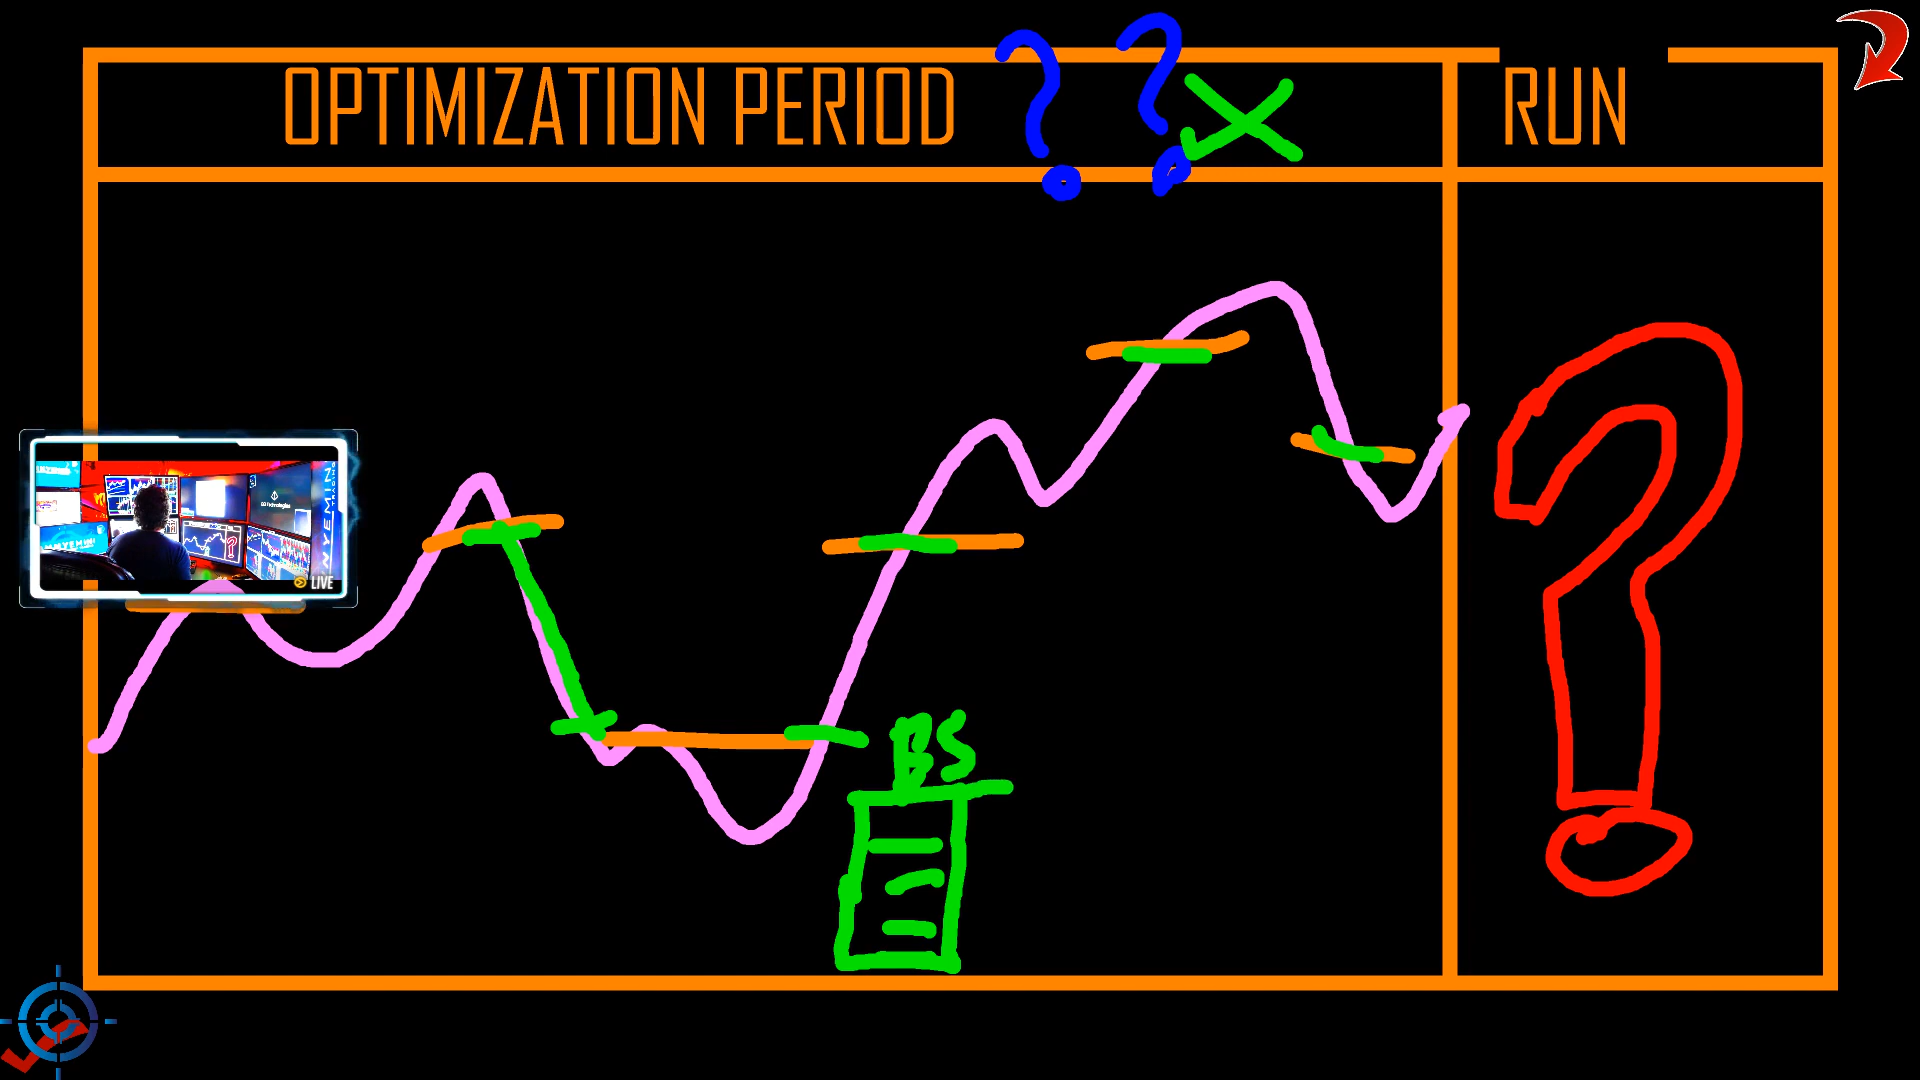 OPTIMIZATION PERIOD ? ? X
RUN
LIVE
?
BS